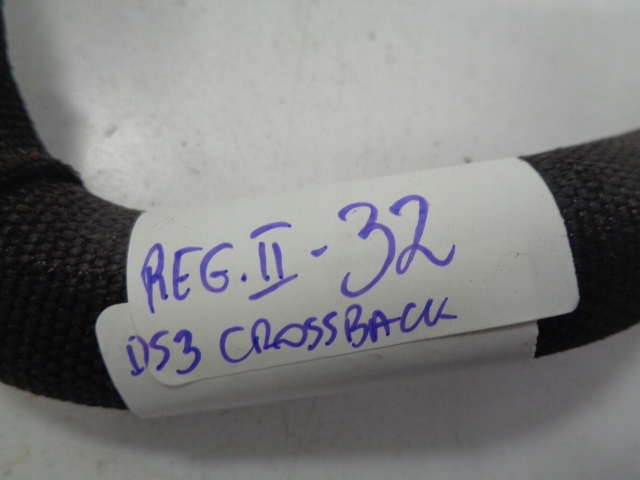 REG. II - 32
DS3 CROSSBACK